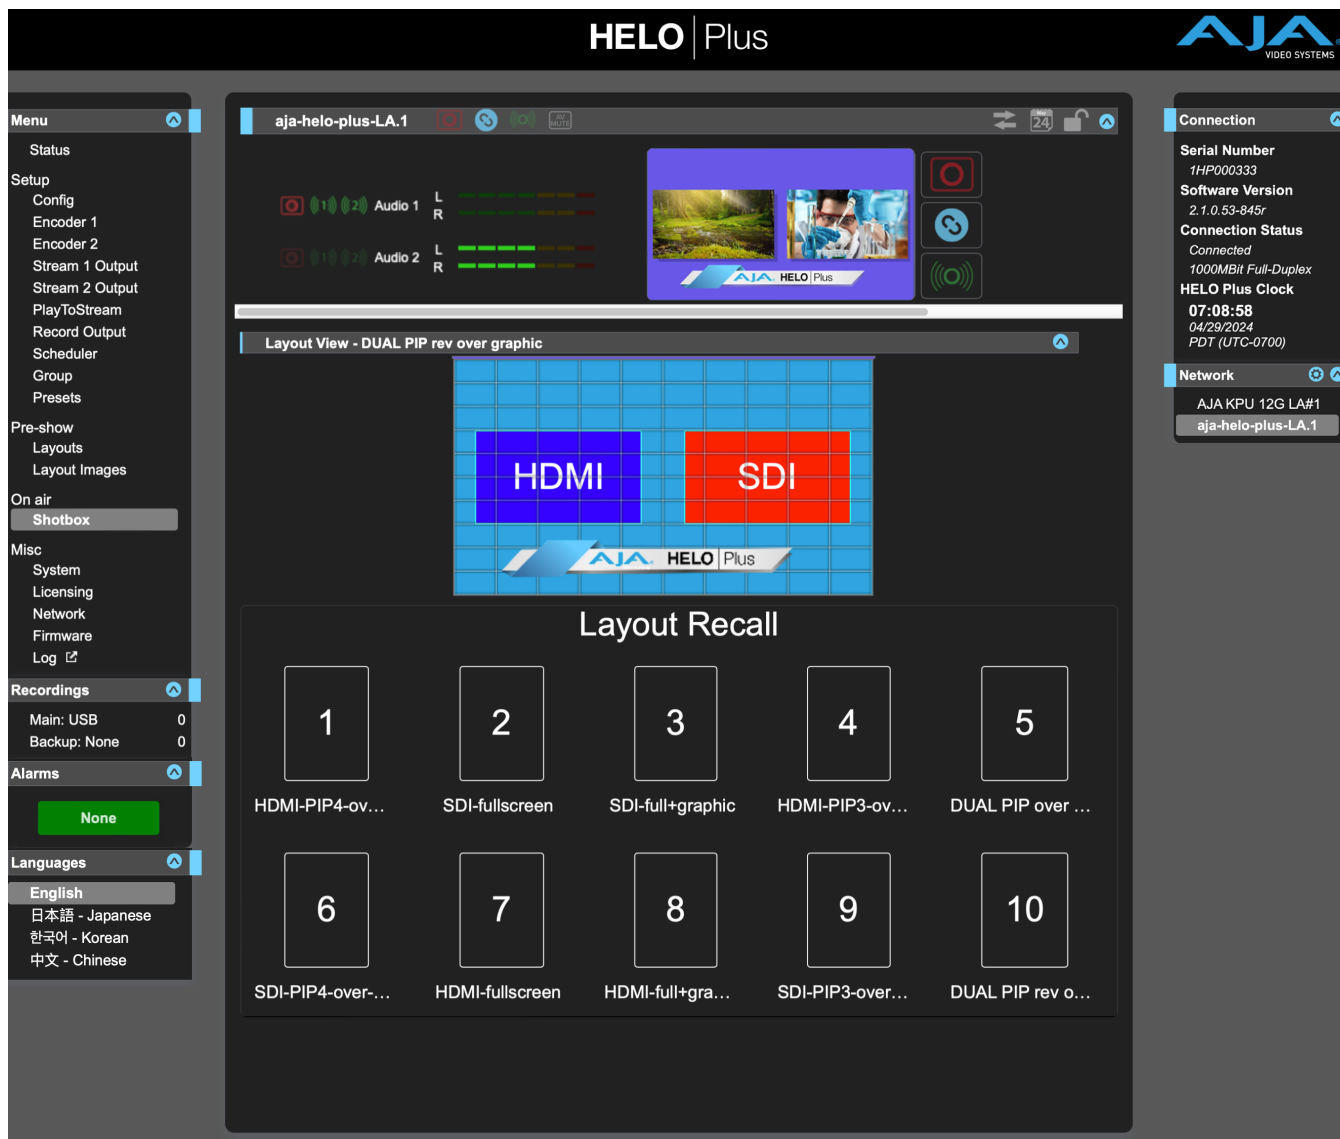 HELO Plus
AJA
VIDEO SYSTEMS
Menu
Status
Setup
Config
Encoder 1
Encoder 2
Stream 1 Output
Stream 2 Output
PlayToStream
Record Output
Scheduler
Group
Presets
Pre-show
Layouts
Layout Images
On air
Shotbox
Misc
System
Licensing
Network
Firmware
Log
Recordings
Main: USB 0
Backup: None 0
Alarms
None
Languages
English
日本語 - Japanese
한국어 - Korean
中文 - Chinese
aja-helo-plus-LA.1
AV
MUTE
May
24
1 2 Audio 1 L
R
1 2 Audio 2 L
R
AJA HELO Plus
Layout View - DUAL PIP rev over graphic
HDMI SDI
AJA HELO Plus
Layout Recall
1 2 3 4 5
HDMI-PIP4-ov... SDI-fullscreen SDI-full+graphic HDMI-PIP3-ov... DUAL PIP over ...
6 7 8 9 10
SDI-PIP4-over-... HDMI-fullscreen HDMI-full+gra... SDI-PIP3-over... DUAL PIP rev o...
Connection
Serial Number
1HP000333
Software Version
2.1.0.53-845r
Connection Status
Connected
1000MBit Full-Duplex
HELO Plus Clock
07:08:58
04/29/2024
PDT (UTC-0700)
Network
AJA KPU 12G LA#1
aja-helo-plus-LA.1